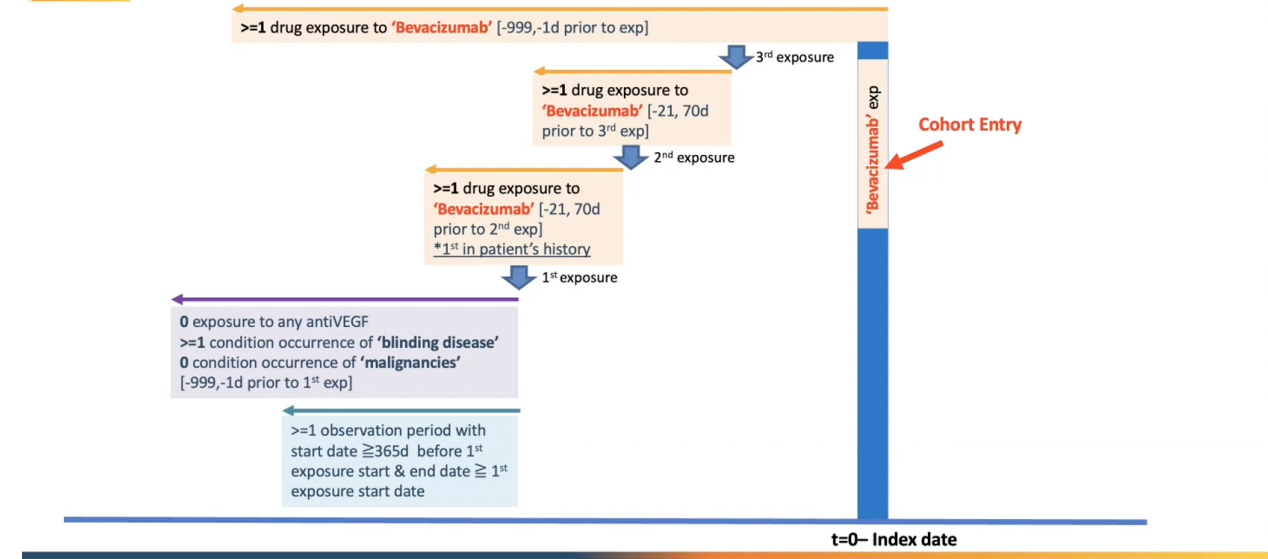 >=1 drug exposure to ‘Bevacizumab’ [-999,-1d prior to exp]
3rd exposure
>=1 drug exposure to
‘Bevacizumab’ [-21, 70d
prior to 3rd exp]
‘Bevacizumab’ exp
Cohort Entry
2nd exposure
>=1 drug exposure to
‘Bevacizumab’ [-21, 70d
prior to 2nd exp]
*1st in patient’s history
1st exposure
0 exposure to any antiVEGF
>=1 condition occurrence of ‘blinding disease’
0 condition occurrence of ‘malignancies’
[-999,-1d prior to 1st exp]
>=1 observation period with
start date ≧365d before 1st
exposure start & end date ≧ 1st
exposure start date
t=0– Index date